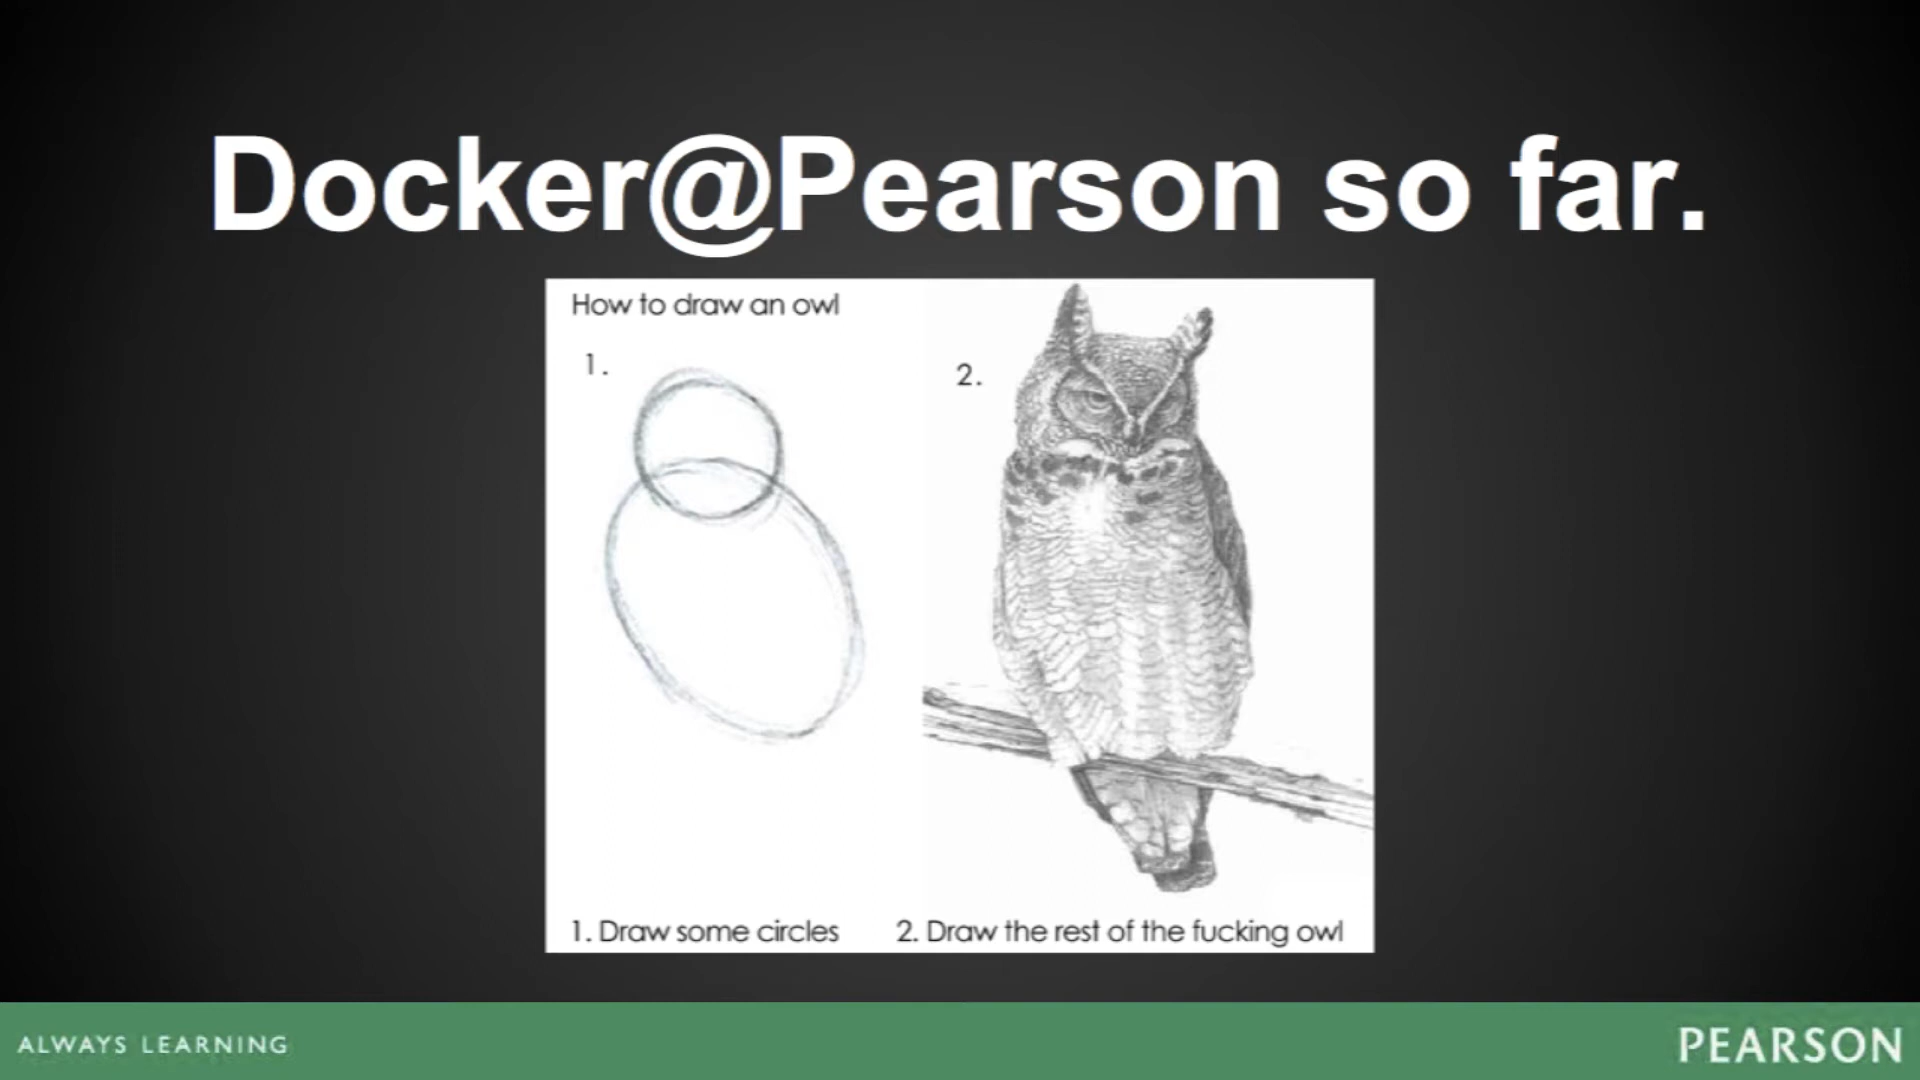 Docker@Pearson so far.
How to draw an owl
1.
2.
1. Draw some circles
2. Draw the rest of the fucking owl
ALWAYS LEARNING
PEARSON